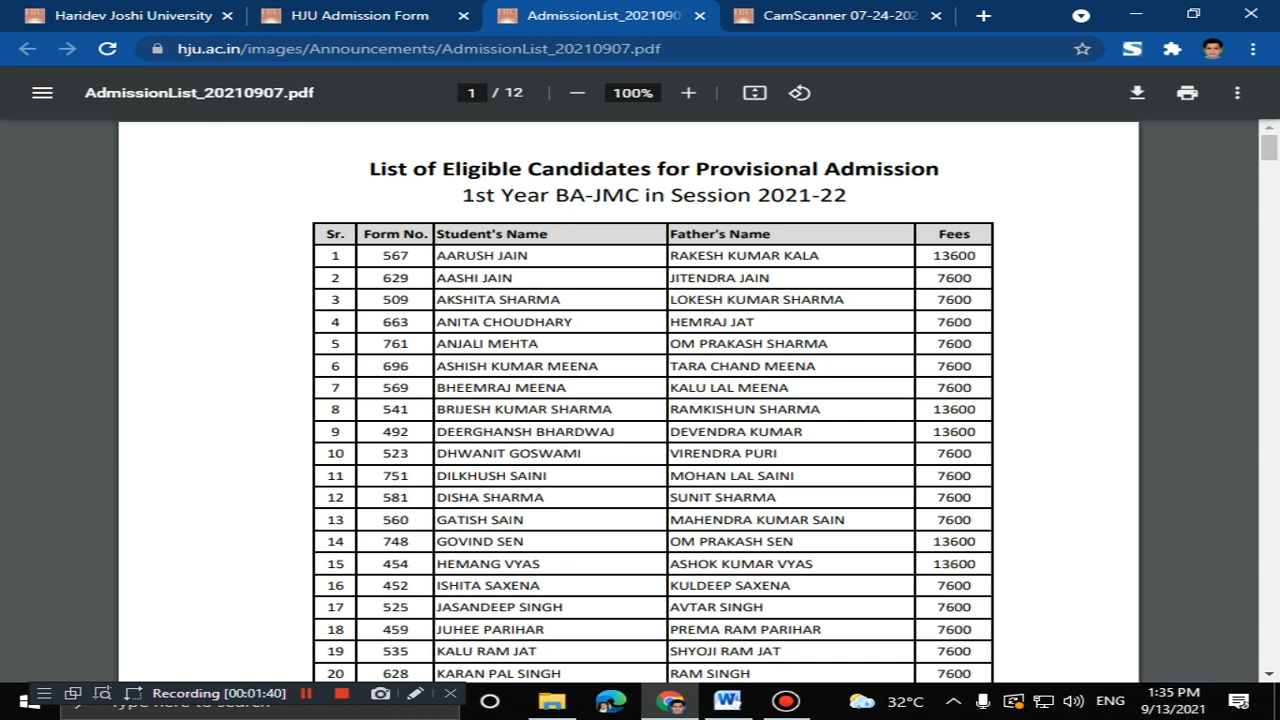 Haridev Joshi University
HJU Admission Form
AdmissionList_2021090
CamScanner 07-24-202
hju.ac.in/images/Announcements/AdmissionList_20210907.pdf
AdmissionList_20210907.pdf
1 / 12
100%
List of Eligible Candidates for Provisional Admission
1st Year BA-JMC in Session 2021-22
Sr. Form No. Student's Name Father's Name Fees
1 567 AARUSH JAIN RAKESH KUMAR KALA 13600
2 629 AASHI JAIN JITENDRA JAIN 7600
3 509 AKSHITA SHARMA LOKESH KUMAR SHARMA 7600
4 663 ANITA CHOUDHARY HEMRAJ JAT 7600
5 761 ANJALI MEHTA OM PRAKASH SHARMA 7600
6 696 ASHISH KUMAR MEENA TARA CHAND MEENA 7600
7 569 BHEEMRAJ MEENA KALU LAL MEENA 7600
8 541 BRIJESH KUMAR SHARMA RAMKISHUN SHARMA 13600
9 492 DEERGHANSH BHARDWAJ DEVENDRA KUMAR 13600
10 523 DHWANIT GOSWAMI VIRENDRA PURI 7600
11 751 DILKHUSH SAINI MOHAN LAL SAINI 7600
12 581 DISHA SHARMA SUNIT SHARMA 7600
13 560 GATISH SAIN MAHENDRA KUMAR SAIN 7600
14 748 GOVIND SEN OM PRAKASH SEN 13600
15 454 HEMANG VYAS ASHOK KUMAR VYAS 13600
16 452 ISHITA SAXENA KULDEEP SAXENA 7600
17 525 JASANDEEP SINGH AVTAR SINGH 7600
18 459 JUHEE PARIHAR PREMA RAM PARIHAR 7600
19 535 KALU RAM JAT SHYOJI RAM JAT 7600
20 628 KARAN PAL SINGH RAM SINGH 7600
Recording [00:01:40]
Type here to search
32°C
ENG
1:35 PM
9/13/2021